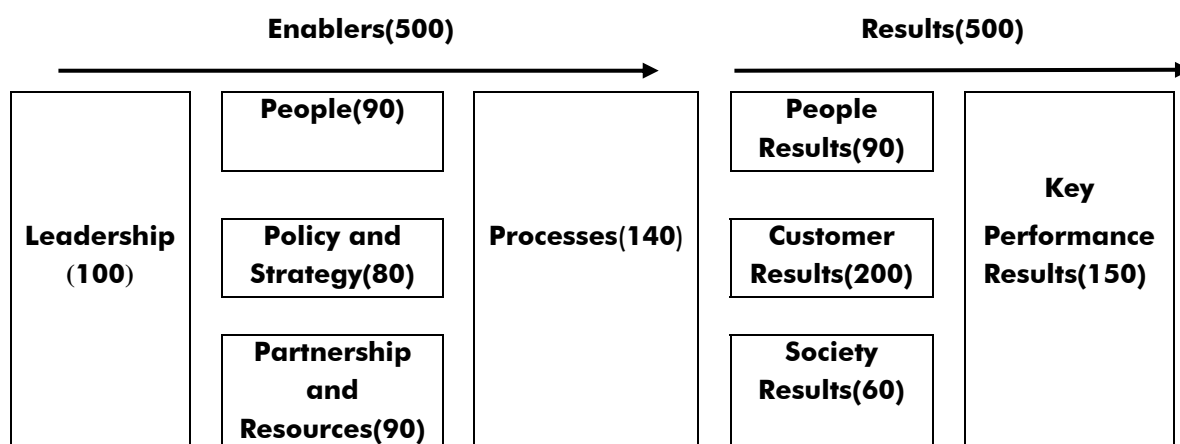 Enablers(500)
Results(500)
Leadership
(100)
People(90)
Policy and
Strategy(80)
Partnership
and
Resources(90)
Processes(140)
People
Results(90)
Customer
Results(200)
Society
Results(60)
Key
Performance
Results(150)